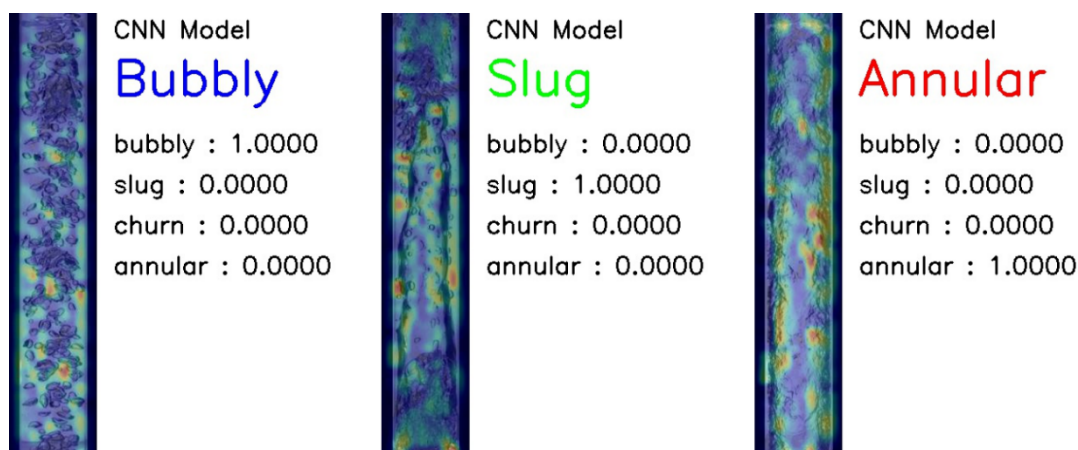 CNN Model
Bubbly
bubbly : 1.0000
slug : 0.0000
churn : 0.0000
annular : 0.0000
CNN Model
Slug
bubbly : 0.0000
slug : 1.0000
churn : 0.0000
annular : 0.0000
CNN Model
Annular
bubbly : 0.0000
slug : 0.0000
churn : 0.0000
annular : 1.0000